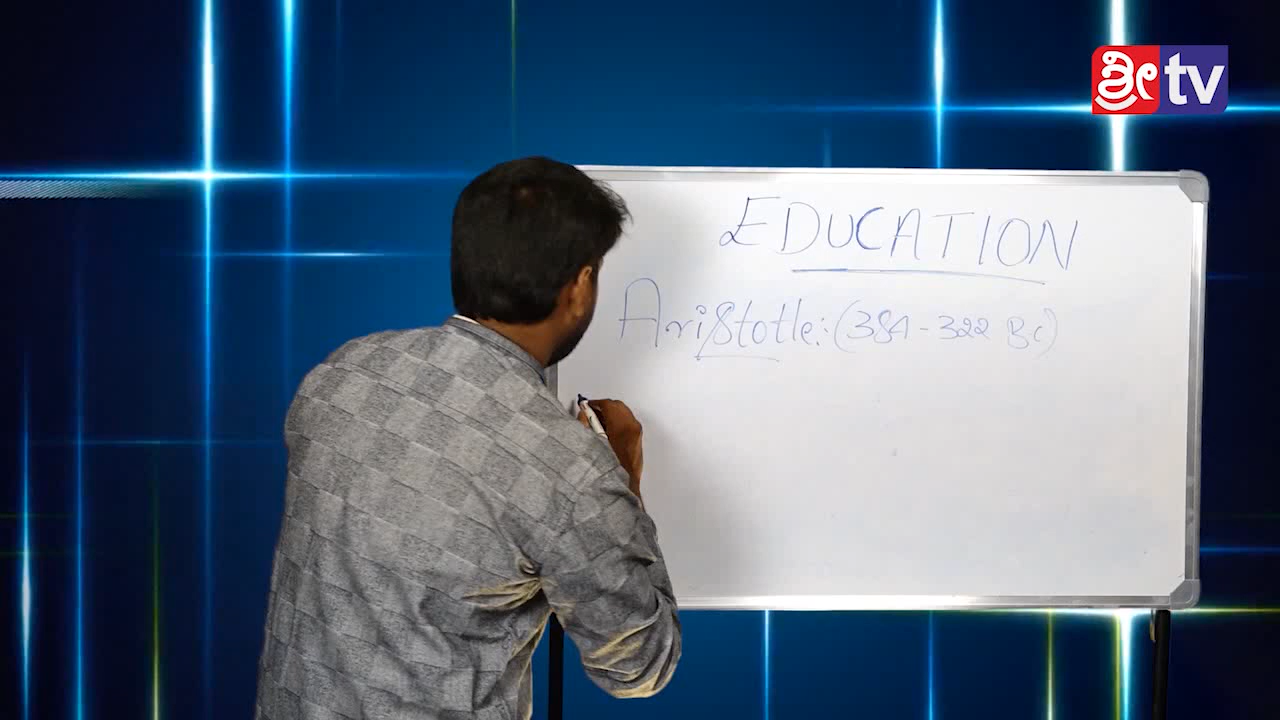 శ్రీ tv
EDUCATION
Aristotle: (384 - 322 Bc)